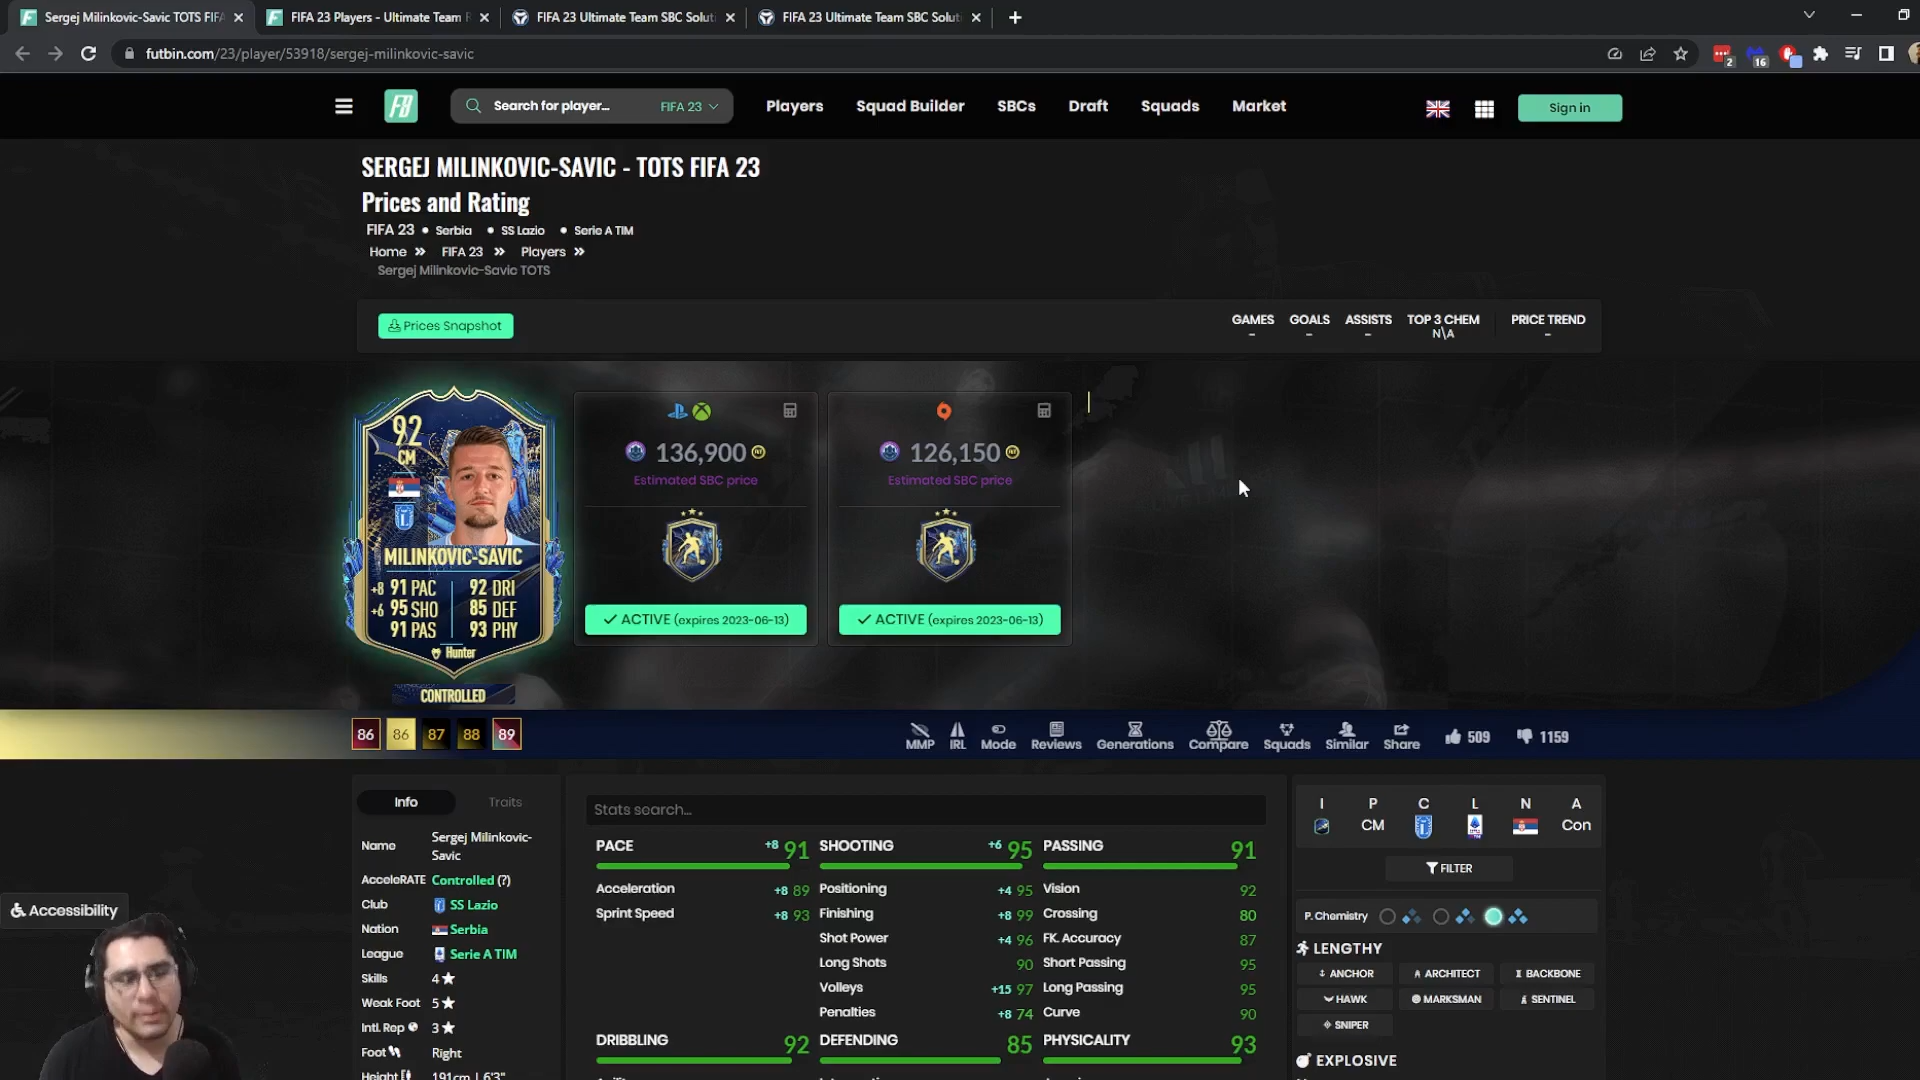 Sergej Milinkovic-Savic TOTS FIFA
FIFA 23 Players - Ultimate Team
FIFA 23 Ultimate Team SBC Soluti
FIFA 23 Ultimate Team SBC Soluti
futbin.com/23/player/53918/sergej-milinkovic-savic
2
16
Search for player...
FIFA 23
Players
Squad Builder
SBCs
Draft
Squads
Market
Sign in
SERGEJ MILINKOVIC-SAVIC - TOTS FIFA 23
Prices and Rating
FIFA 23 • Serbia • SS Lazio • Serie A TIM
Home » FIFA 23 » Players »
Sergej Milinkovic-Savic TOTS
Prices Snapshot
GAMES GOALS ASSISTS TOP 3 CHEM PRICE TREND
- - - N\A -
92
CM
MILINKOVIC-SAVIC
+8 91 PAC 92 DRI
+6 95 SHO 85 DEF
91 PAS 93 PHY
Hunter
CONTROLLED
136,900
Estimated SBC price
ACTIVE (expires 2023-06-13)
126,150
Estimated SBC price
ACTIVE (expires 2023-06-13)
86 86 87 88 89
MMP IRL Mode Reviews Generations Compare Squads Similar Share 509 1159
Info Traits
Name Sergej Milinkovic-
Savic
AcceleRATE Controlled (?)
Club SS Lazio
Nation Serbia
League Serie A TIM
Skills 4★
Weak Foot 5★
Intl. Rep 3★
Foot Right
Height 191cm | 6'3"
Accessibility
Stats search...
PACE +8 91
Acceleration +8 89
Sprint Speed +8 93
SHOOTING +6 95
Positioning +4 95
Finishing +8 99
Shot Power +4 96
Long Shots 90
Volleys +15 97
Penalties +8 74
PASSING 91
Vision 92
Crossing 80
FK. Accuracy 87
Short Passing 95
Long Passing 95
Curve 90
DRIBBLING 92
DEFENDING 85
PHYSICALITY 93
I P C L N A
CM Con
FILTER
P. Chemistry
LENGTHY
ANCHOR ARCHITECT BACKBONE
HAWK MARKSMAN SENTINEL
SNIPER
EXPLOSIVE